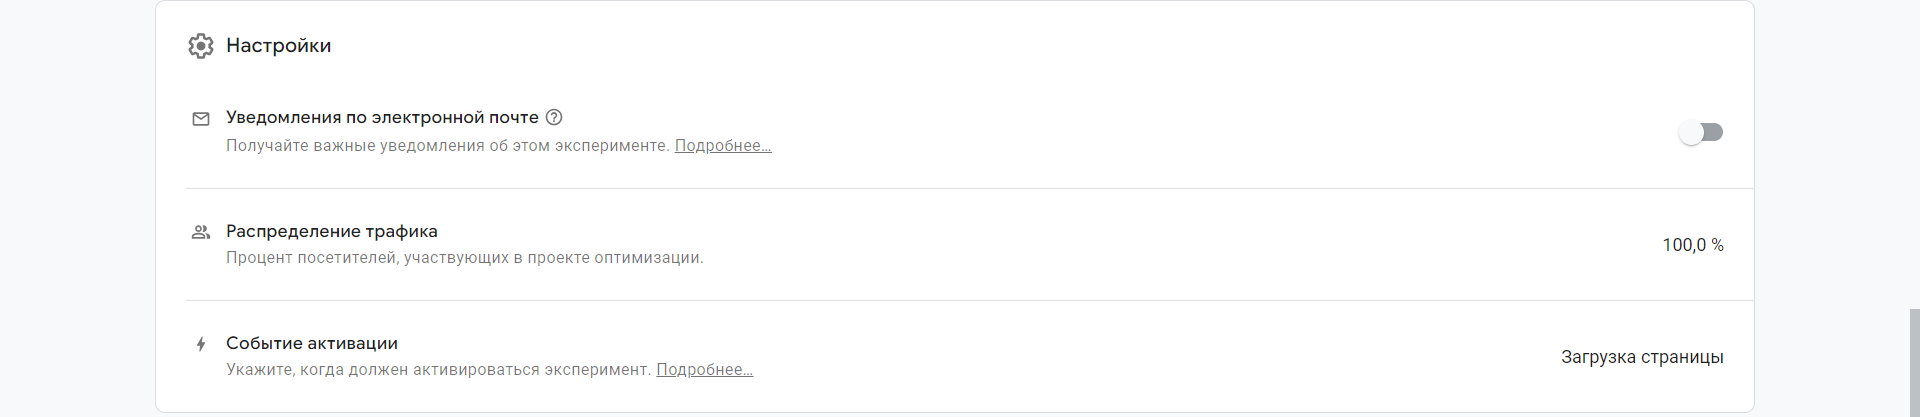 Настройки
Уведомления по электронной почте
Получайте важные уведомления об этом эксперименте. Подробнее...
Распределение трафика
Процент посетителей, участвующих в проекте оптимизации.
100,0 %
Событие активации
Укажите, когда должен активироваться эксперимент. Подробнее...
Загрузка страницы